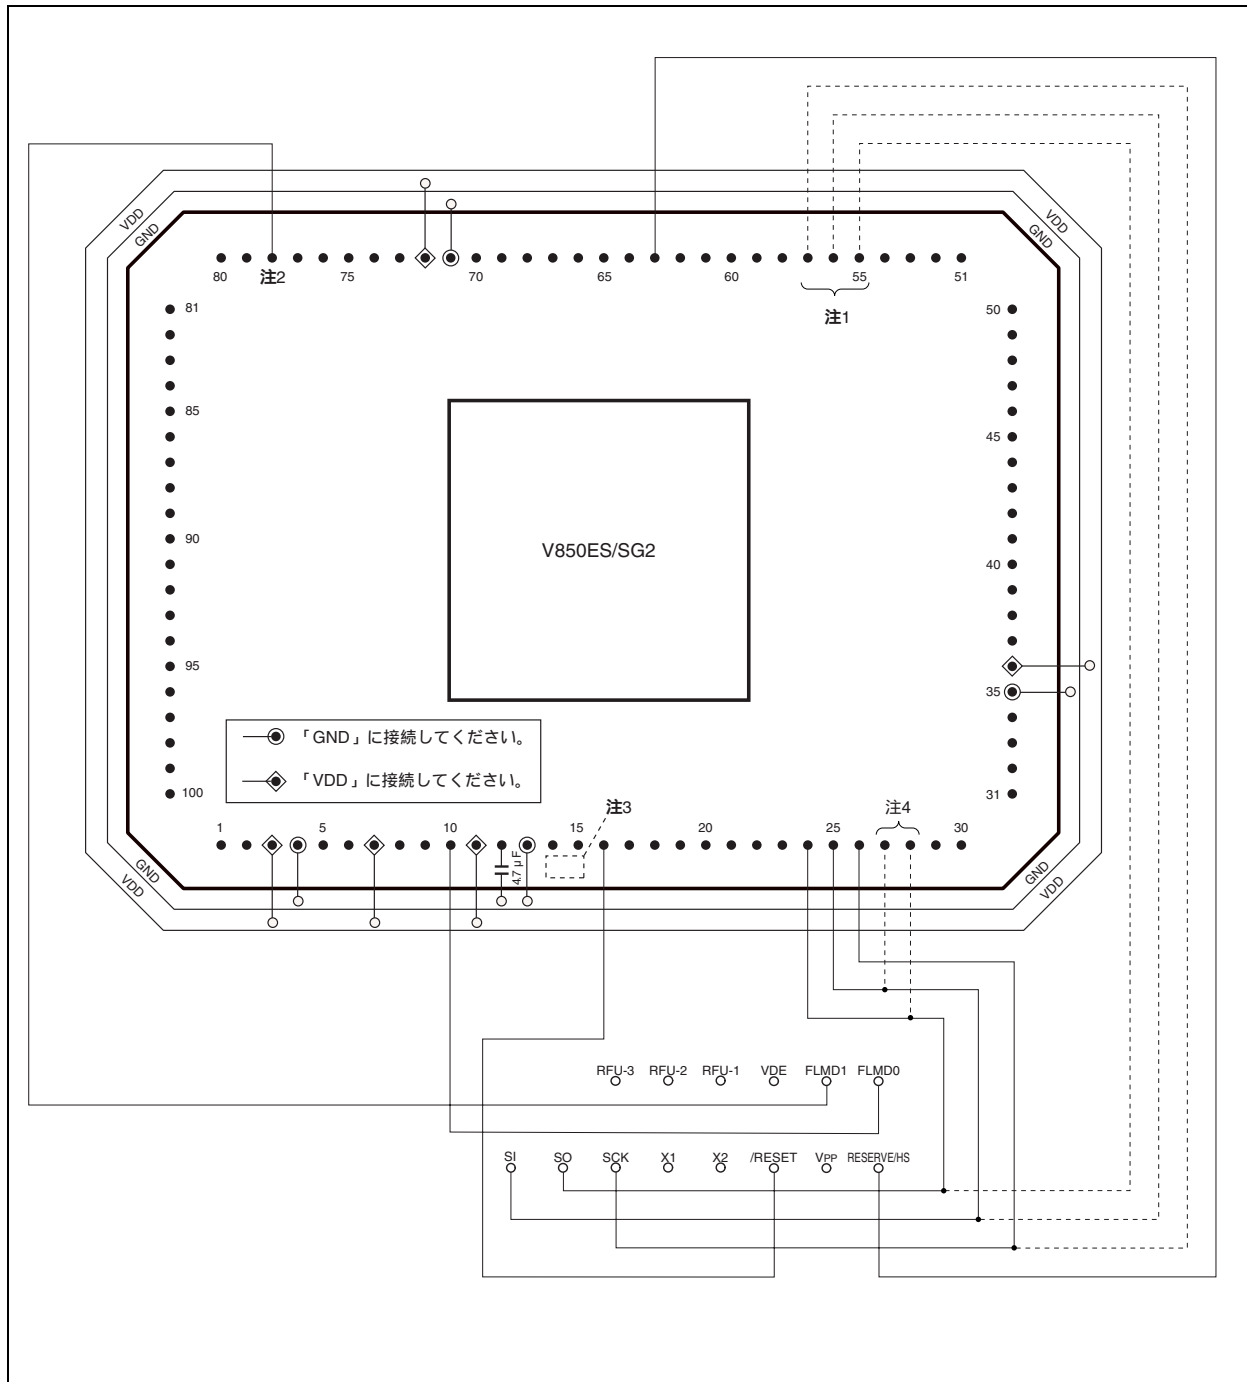 VDD
GND
VDD
GND
80 注2 75 70 65 60 55 51
注1
81
85
90
95
100
50
45
40
35
31
V850ES/SG2
「GND」に接続してください。
「VDD」に接続してください。
注3
注4
1 5 10 15 20 25 30
4.7 μF
GND
VDD
GND
VDD
RFU-3 RFU-2 RFU-1 VDE FLMD1 FLMD0
SI SO SCK X1 X2 /RESET VPP RESERVE/HS